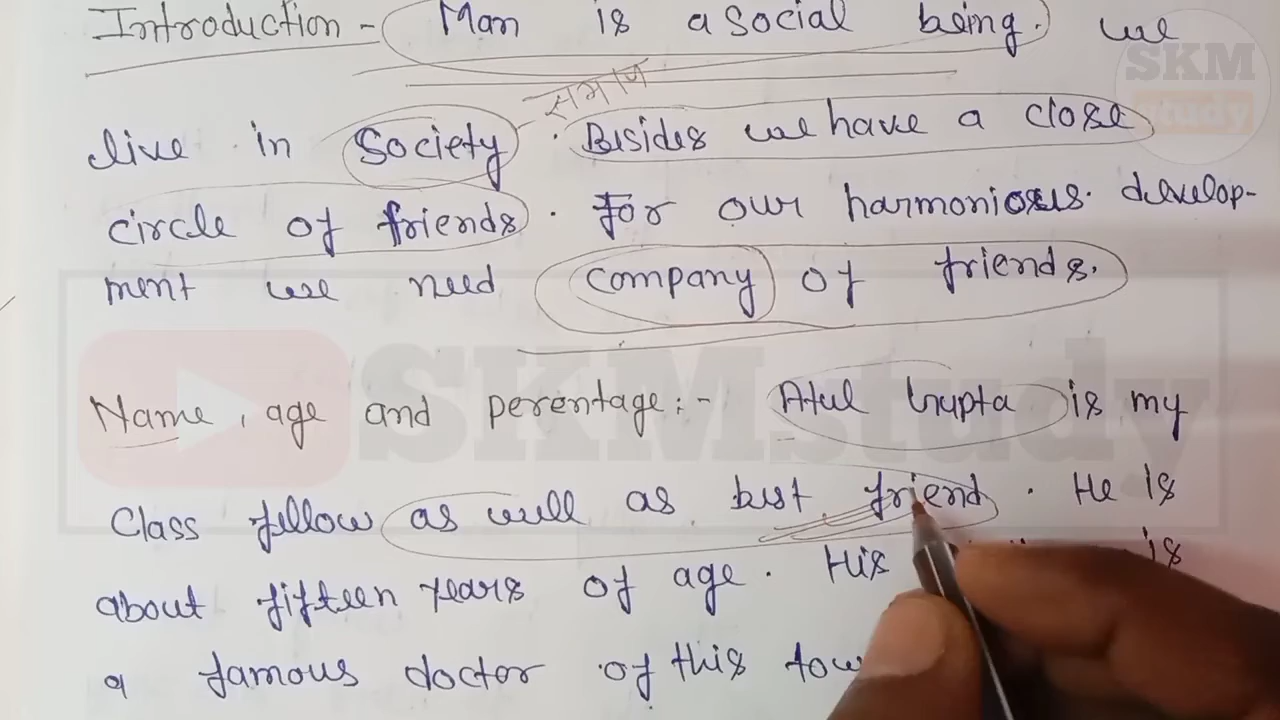 Introduction - Man is a social being. we
SKM
study
समाज
live in Society. Besides we have a close
circle of friends. For our harmonious develop-
ment we need company of friends.
SKMstudy
Name, age and perentage:- Atul Gupta is my
Class fellow as well as best friend. He is
about fifteen years of age. His is
a famous doctor of this